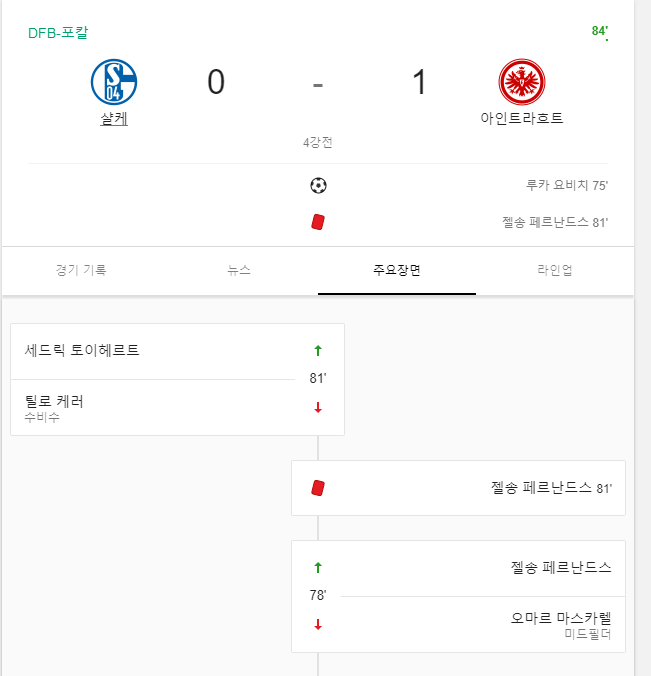 DFB-포칼
84'
S
04
0 - 1
샬케
아인트라흐트
4강전
루카 요비치 75'
젤송 페르난드스 81'
경기 기록
뉴스
주요장면
라인업
세드릭 토이헤르트
81'
틸로 케러
수비수
젤송 페르난드스 81'
젤송 페르난드스
78'
오마르 마스카렐
미드필더